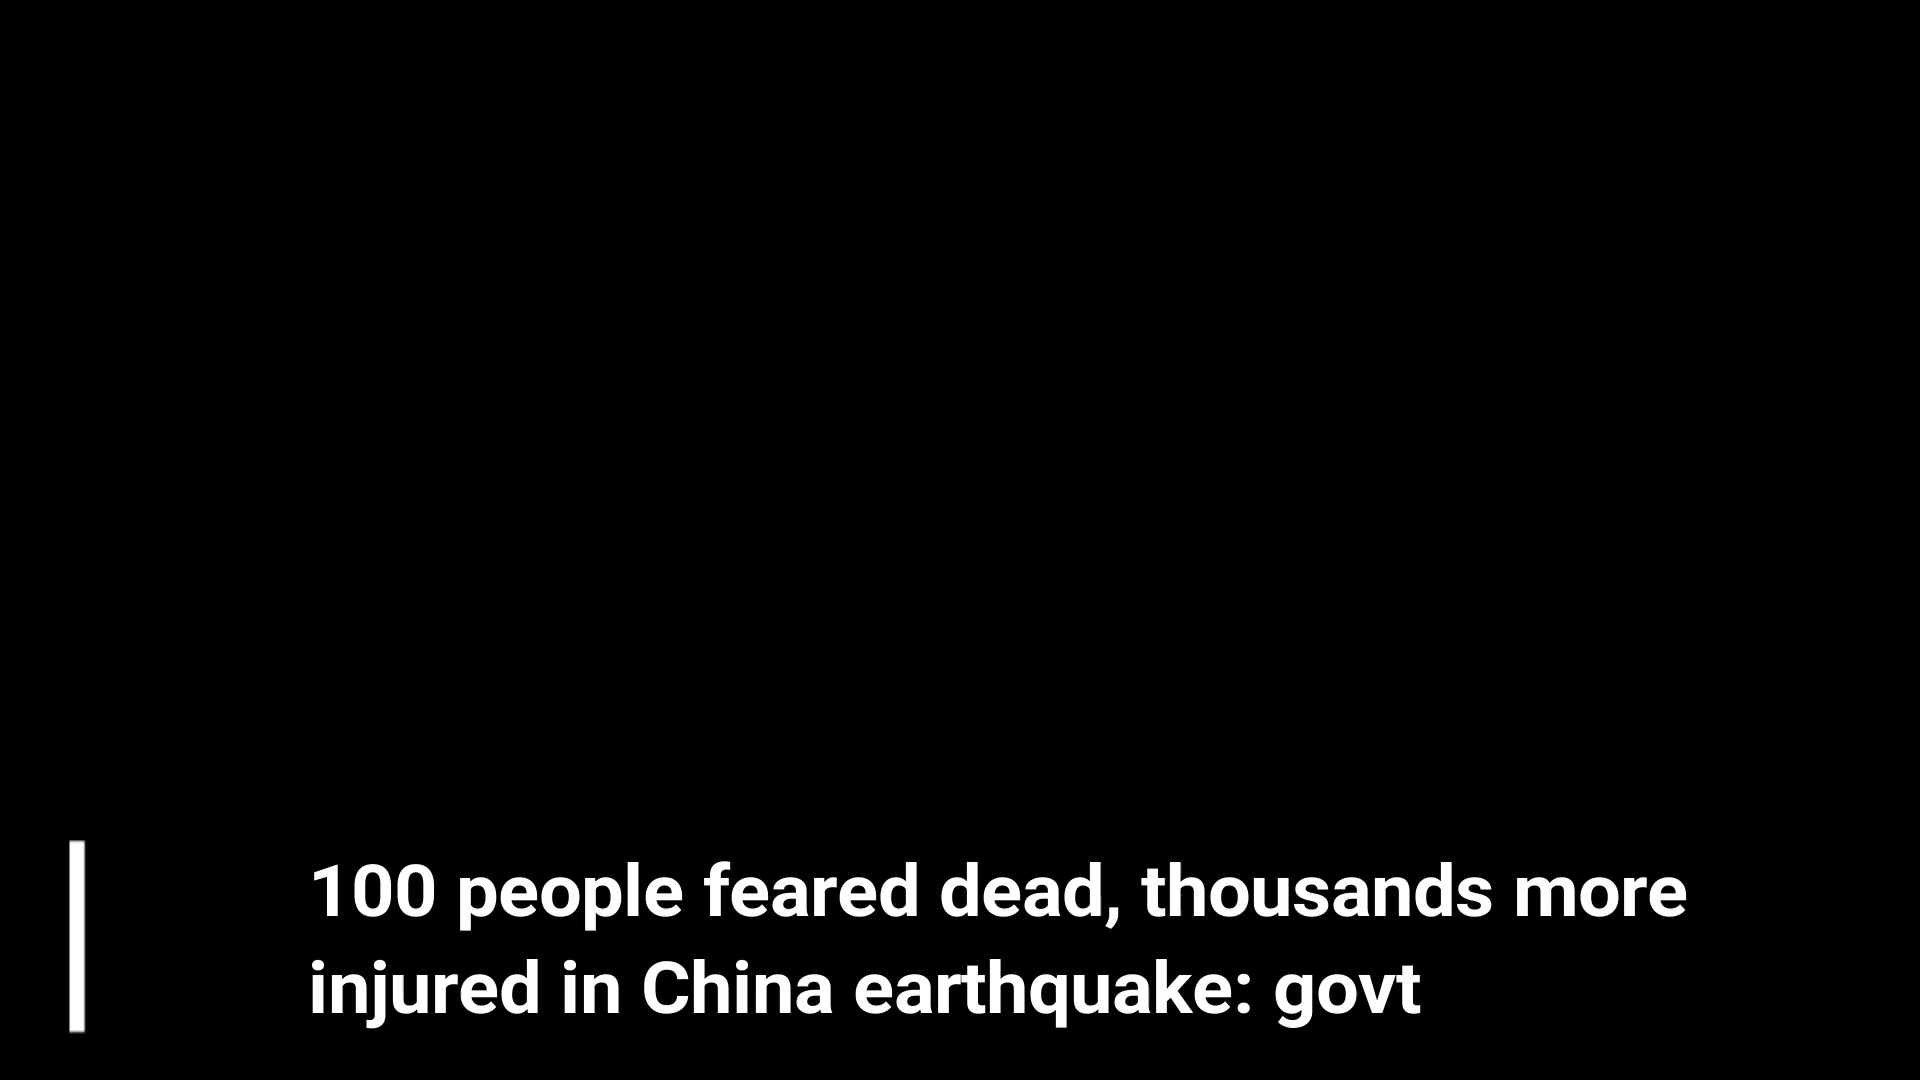 100 people feared dead, thousands more
injured in China earthquake: govt